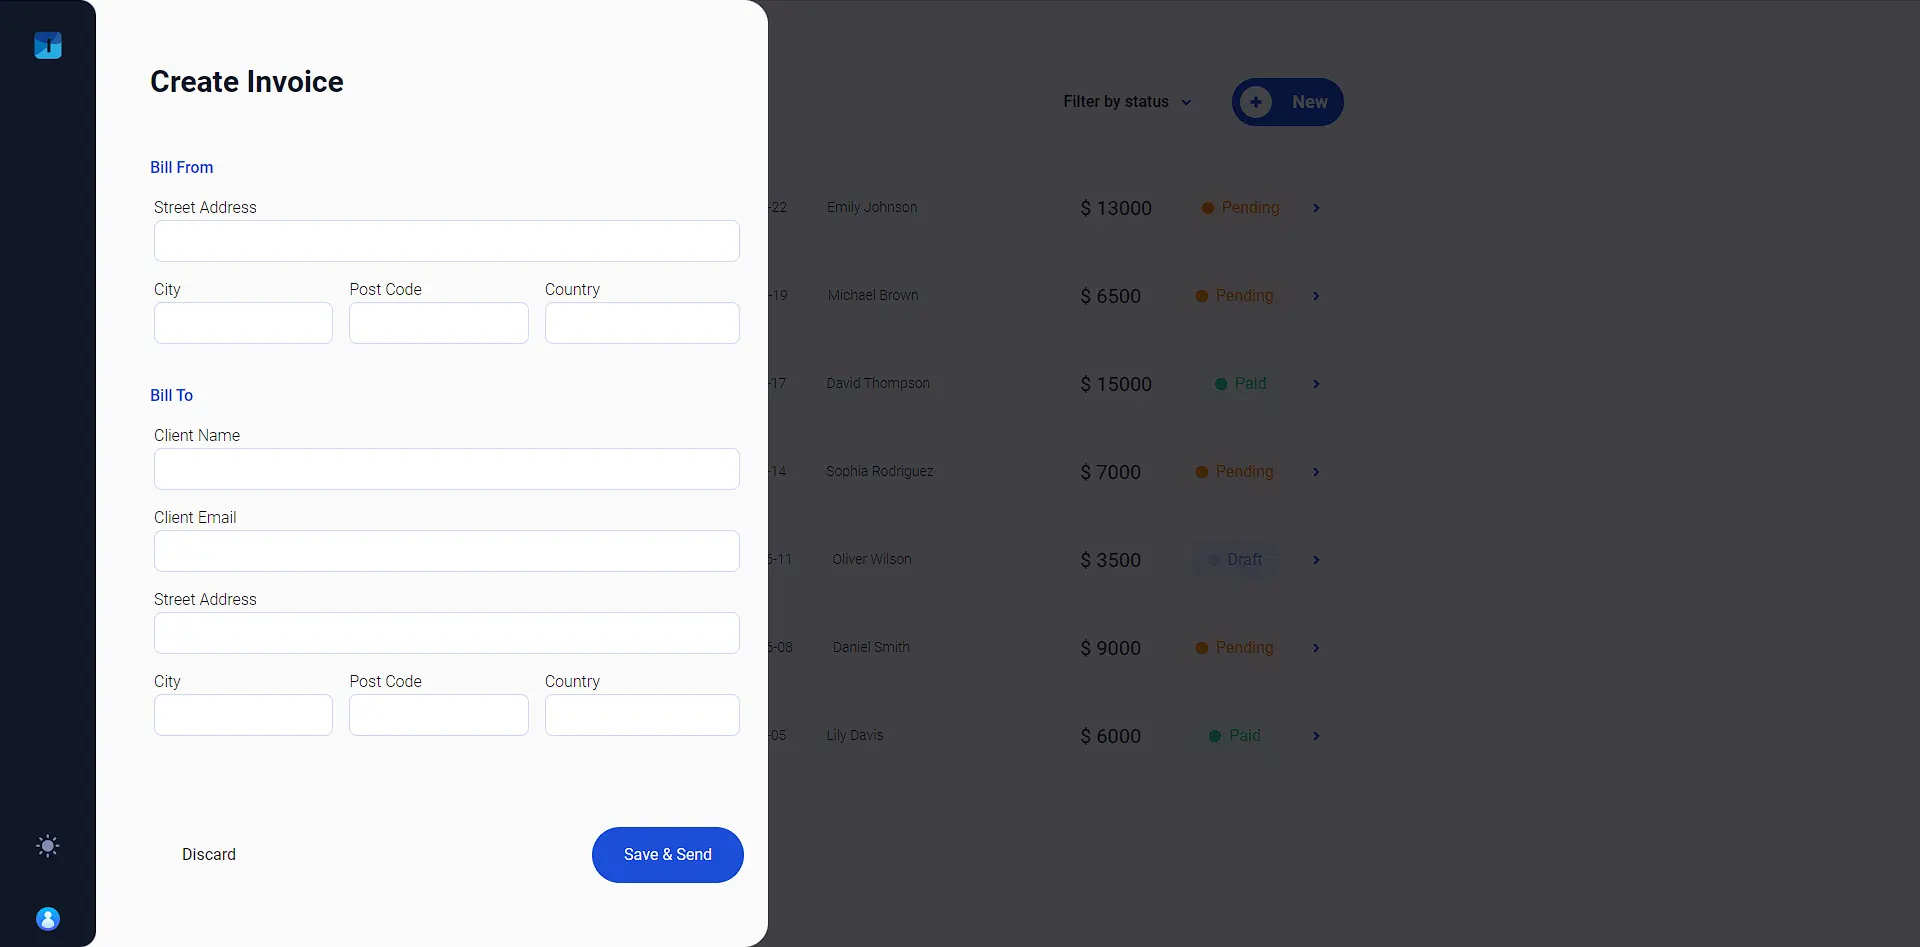 Create Invoice
Filter by status
New
Bill From
Street Address
City Post Code Country
Bill To
Client Name
Client Email
Street Address
City Post Code Country
Discard
Save & Send
-22 Emily Johnson $ 13000 Pending
-19 Michael Brown $ 6500 Pending
-17 David Thompson $ 15000 Paid
-14 Sophia Rodriguez $ 7000 Pending
-11 Oliver Wilson $ 3500 Draft
-08 Daniel Smith $ 9000 Pending
-05 Lily Davis $ 6000 Paid